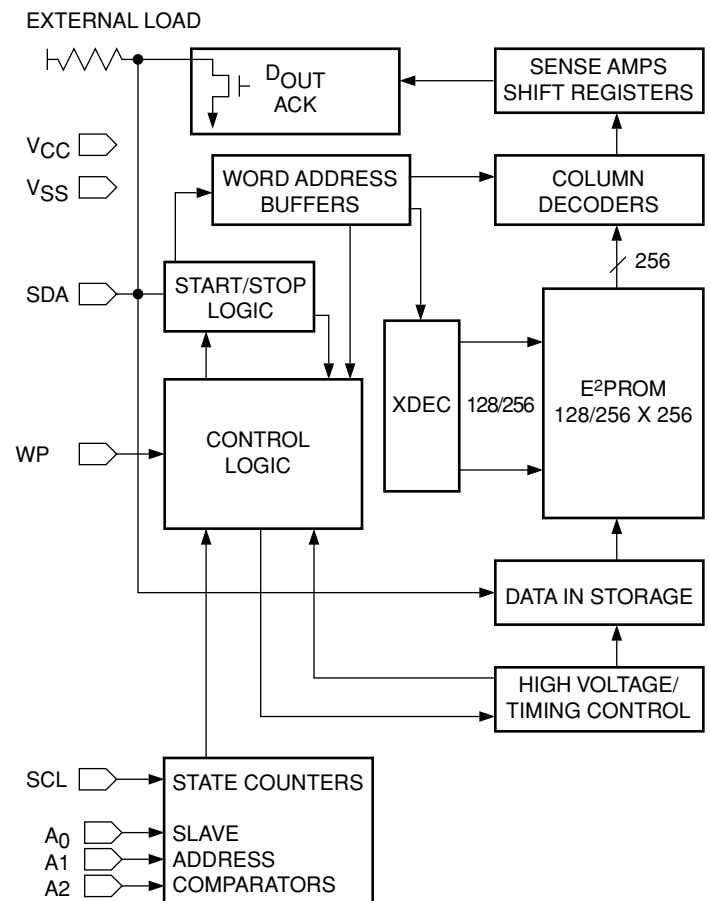 EXTERNAL LOAD
DOUT
ACK
SENSE AMPS
SHIFT REGISTERS
VCC
VSS
WORD ADDRESS
BUFFERS
COLUMN
DECODERS
256
SDA
START/STOP
LOGIC
XDEC
128/256
E2PROM
128/256 X 256
WP
CONTROL
LOGIC
DATA IN STORAGE
HIGH VOLTAGE/
TIMING CONTROL
SCL
STATE COUNTERS
A0
SLAVE
A1
ADDRESS
A2
COMPARATORS